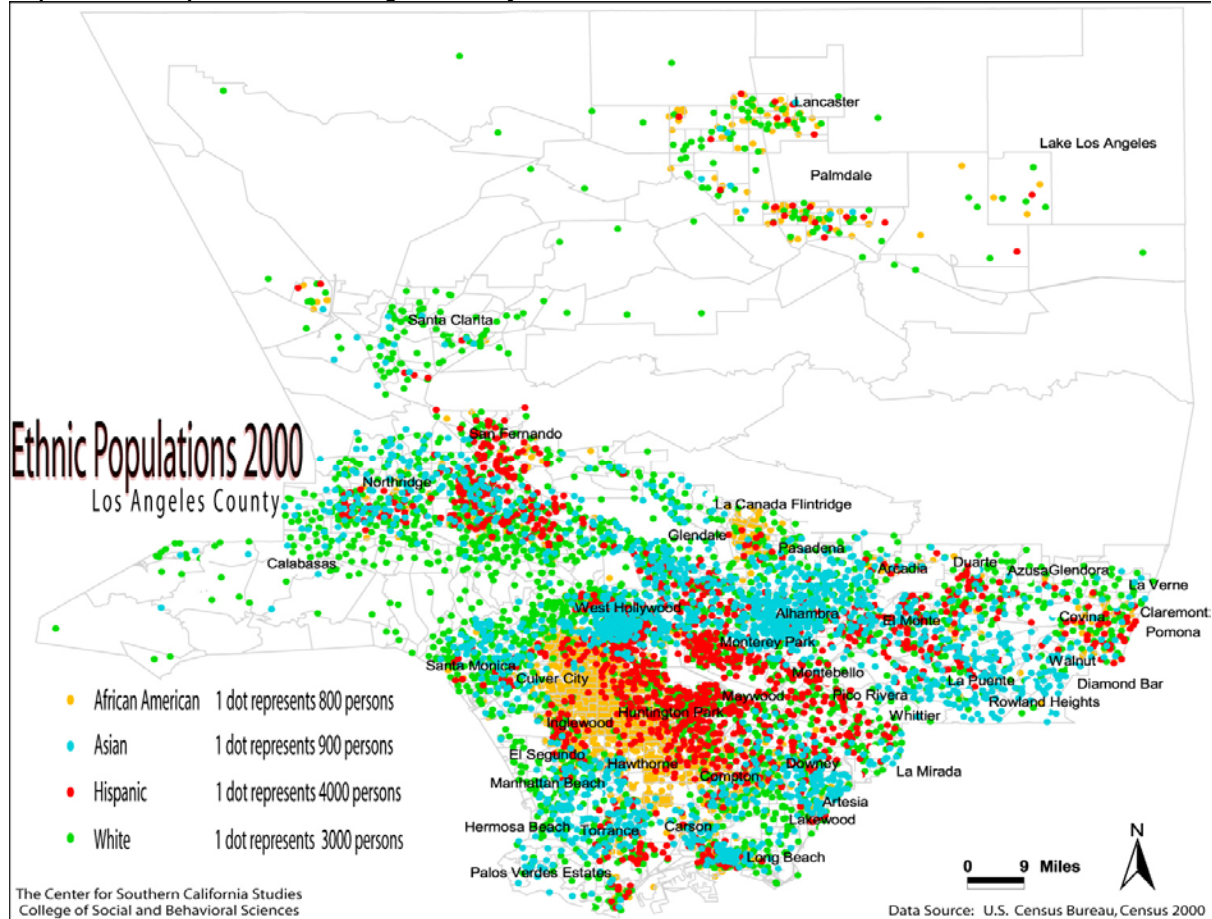 Lancaster
Lake Los Angeles
Palmdale
Santa Clarita
San Fernando
Ethnic Populations 2000
Los Angeles County
Northridge
La Canada Flintridge
Glendale
Pasadena
Calabasas
Arcadia
Duarte
Azusa
Glendora
La Verne
West Hollywood
Alhambra
El Monte
Covina
Claremont
Pomona
Monterey Park
Santa Monica
Culver City
Montebello
Walnut
La Puente
Diamond Bar
Maywood
Pico Rivera
Rowland Heights
Huntington Park
Whittier
Inglewood
El Segundo
Hawthorne
Downey
La Mirada
Compton
Manhattan Beach
Artesia
Lakewood
Hermosa Beach
Torrance
Carson
Long Beach
Palos Verdes Estates
African American 1 dot represents 800 persons
Asian 1 dot represents 900 persons
Hispanic 1 dot represents 4000 persons
White 1 dot represents 3000 persons
N
0 9 Miles
The Center for Southern California Studies
College of Social and Behavioral Sciences
Data Source: U.S. Census Bureau, Census 2000